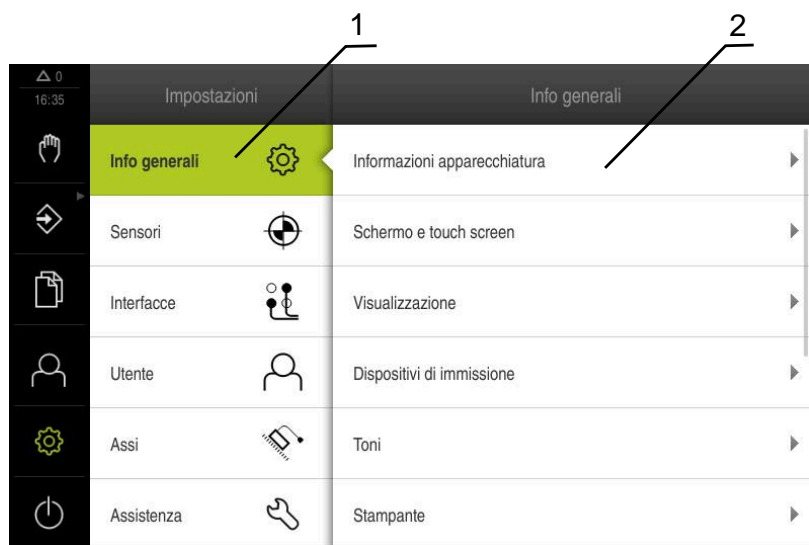 1
2
0
16:35
Impostazioni
Info generali
Info generali
Sensori
Interfacce
Utente
Assi
Assistenza
Informazioni apparecchiatura
Schermo e touch screen
Visualizzazione
Dispositivi di immissione
Toni
Stampante